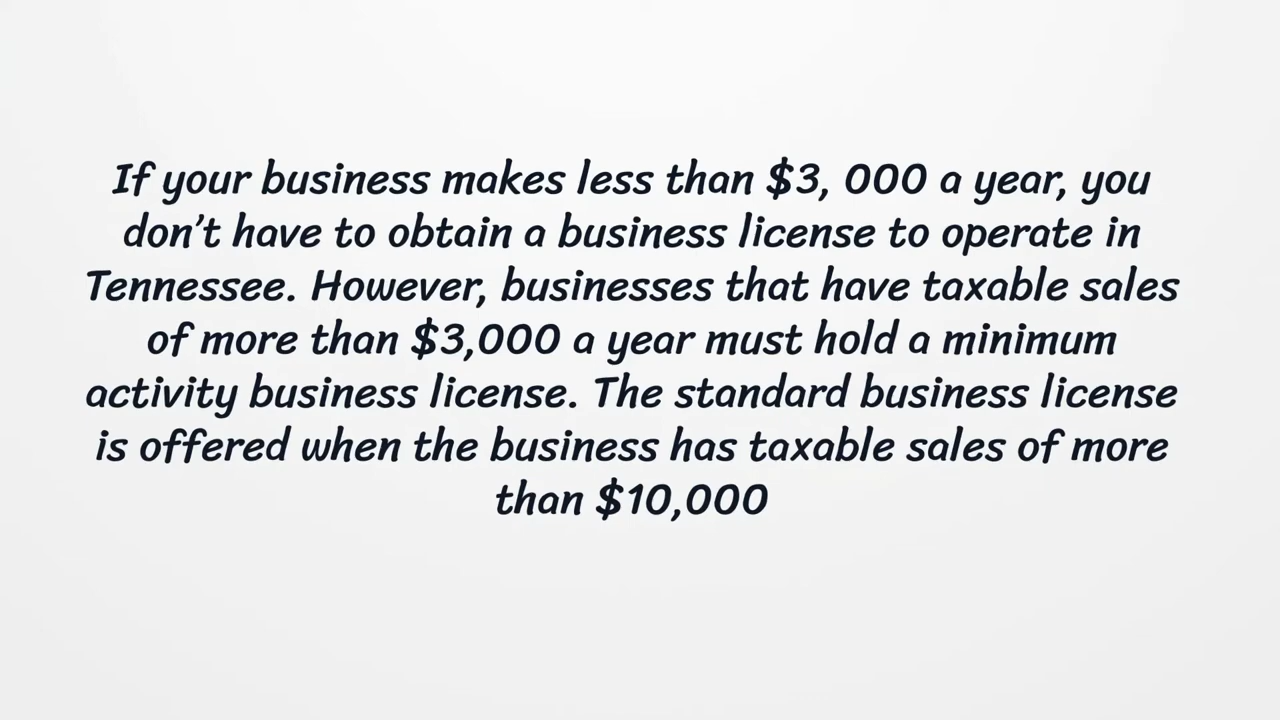 If your business makes less than $3, 000 a year, you
don’t have to obtain a business license to operate in
Tennessee. However, businesses that have taxable sales
of more than $3,000 a year must hold a minimum
activity business license. The standard business license
is offered when the business has taxable sales of more
than $10,000